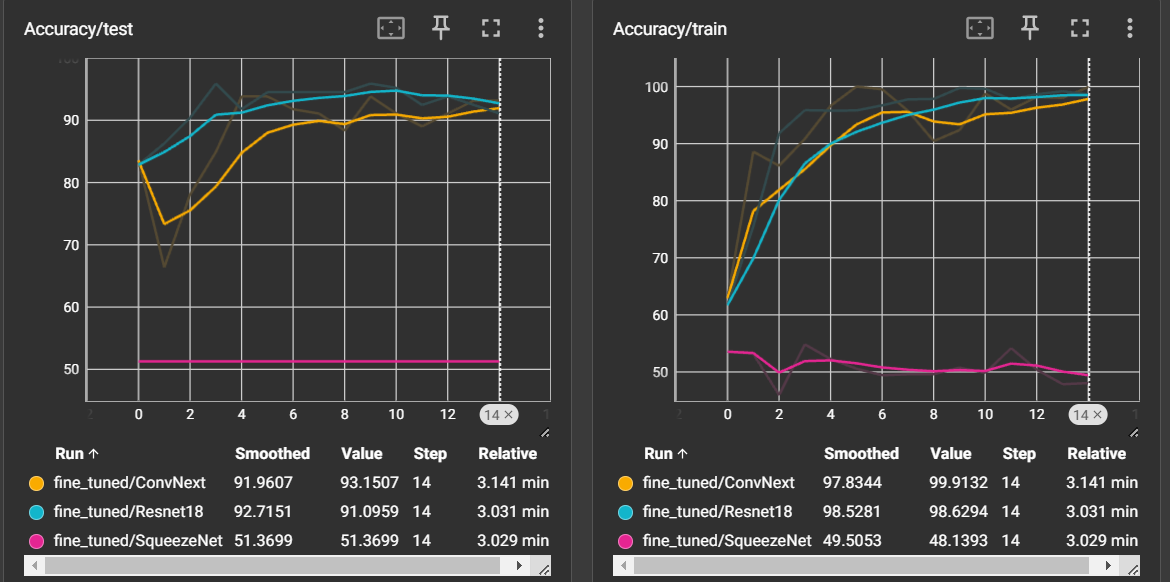 Accuracy/test
100
90
80
70
60
50
2 0 2 4 6 8 10 12 14 × 1
Run ↑ Smoothed Value Step Relative
fine_tuned/ConvNext 91.9607 93.1507 14 3.141 min
fine_tuned/Resnet18 92.7151 91.0959 14 3.031 min
fine_tuned/SqueezeNet 51.3699 51.3699 14 3.029 min
Accuracy/train
100
90
80
70
60
50
2 0 2 4 6 8 10 12 14 × 1
Run ↑ Smoothed Value Step Relative
fine_tuned/ConvNext 97.8344 99.9132 14 3.141 min
fine_tuned/Resnet18 98.5281 98.6294 14 3.031 min
fine_tuned/SqueezeNet 49.5053 48.1393 14 3.029 min